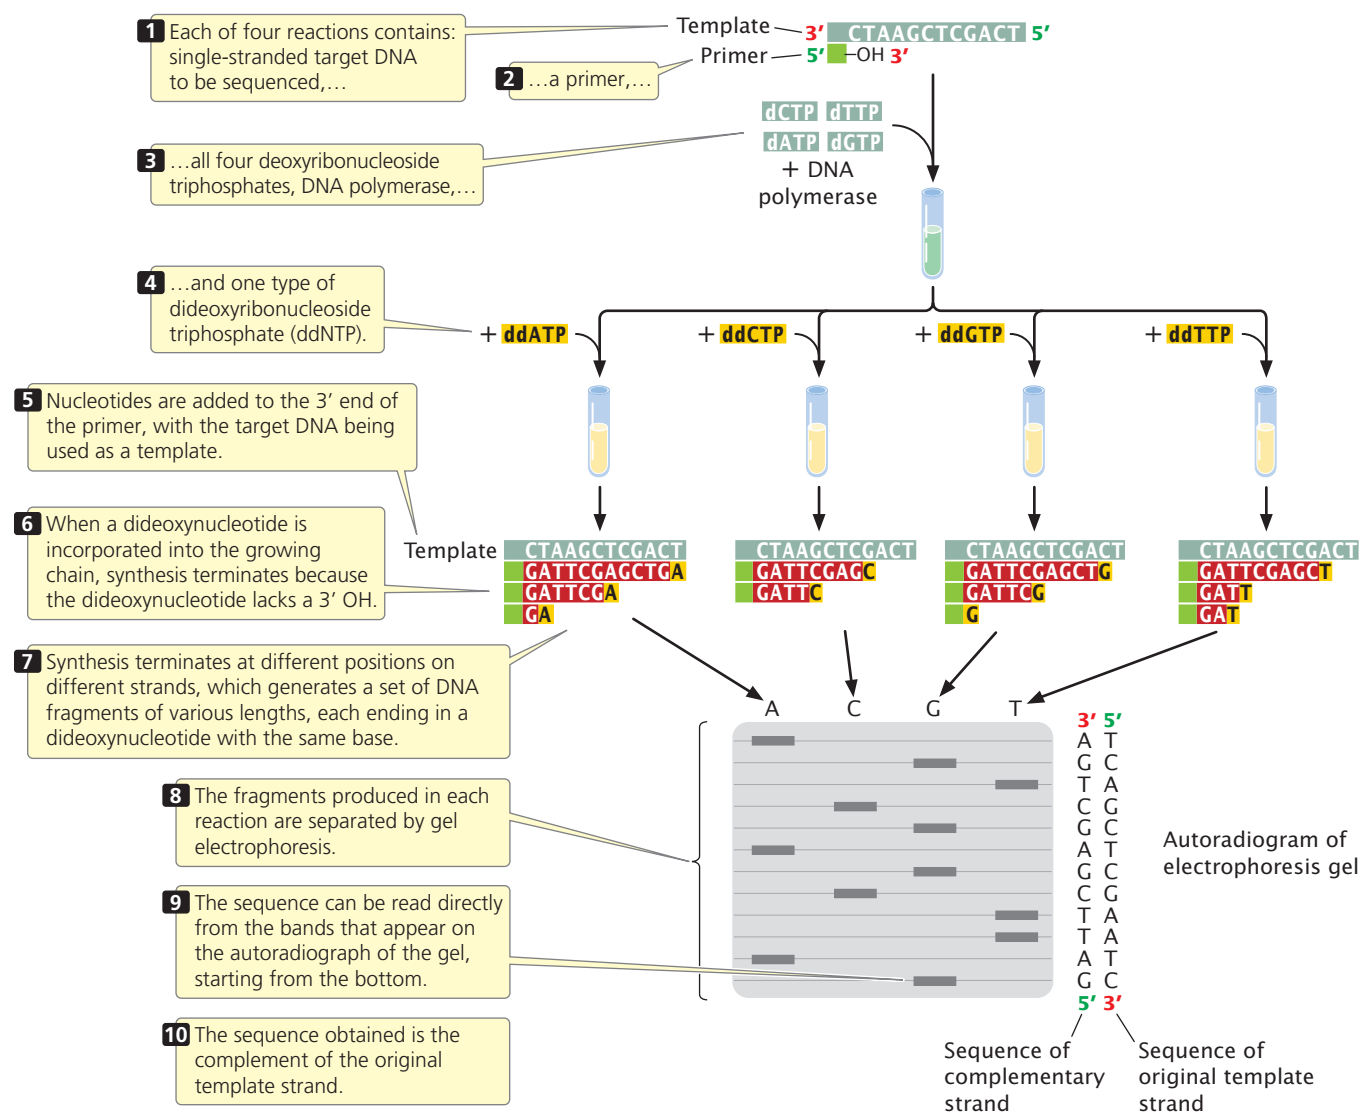 1 Each of four reactions contains:
single-stranded target DNA
to be sequenced,…
Template 3′ CTAAGCTCGACT 5′
Primer 5′ –OH 3′
2 …a primer,…
dCTP dTTP
dATP dGTP
+ DNA
polymerase
3 …all four deoxyribonucleoside
triphosphates, DNA polymerase,…
4 …and one type of
dideoxyribonucleoside
triphosphate (ddNTP).
+ ddATP + ddCTP + ddGTP + ddTTP
5 Nucleotides are added to the 3′ end of
the primer, with the target DNA being
used as a template.
6 When a dideoxynucleotide is
incorporated into the growing
chain, synthesis terminates because
the dideoxynucleotide lacks a 3′ OH.
Template CTAAGCTCGACT CTAAGCTCGACT CTAAGCTCGACT CTAAGCTCGACT
GATTCGAGCTGA GATTCGAGC GATTCGAGCTG GATTCGAGCT
GATTCGA GATTC GATTCG GATT
GA G GAT
7 Synthesis terminates at different positions on
different strands, which generates a set of DNA
fragments of various lengths, each ending in a
dideoxynucleotide with the same base.
A C G T
3′ 5′
A T
G C
T A
C G
G C
A T
G C
C G
T A
T A
A T
G C
5′ 3′
8 The fragments produced in each
reaction are separated by gel
electrophoresis.
Autoradiogram of
electrophoresis gel
9 The sequence can be read directly
from the bands that appear on
the autoradiograph of the gel,
starting from the bottom.
10 The sequence obtained is the
complement of the original
template strand.
Sequence of
complementary
strand
Sequence of
original template
strand